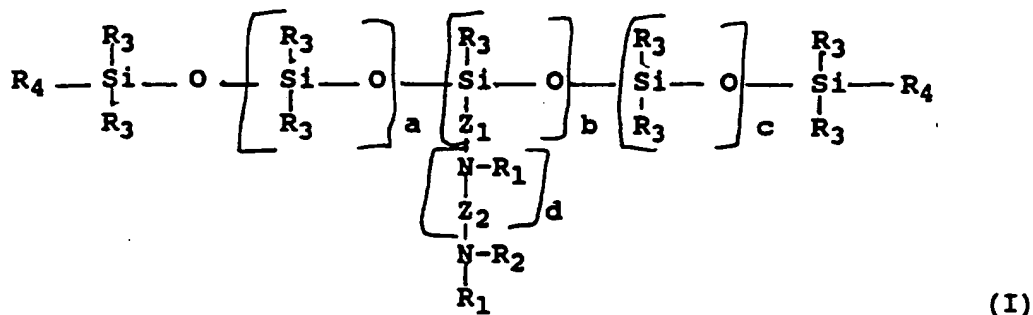 R3 R3 R3 R3 R3
R4 — Si — O — Si — O — Si — O — Si — O — Si — R4
R3 R3 a Z1 b R3 c R3
N-R1
Z2 d
N-R2
R1
(I)